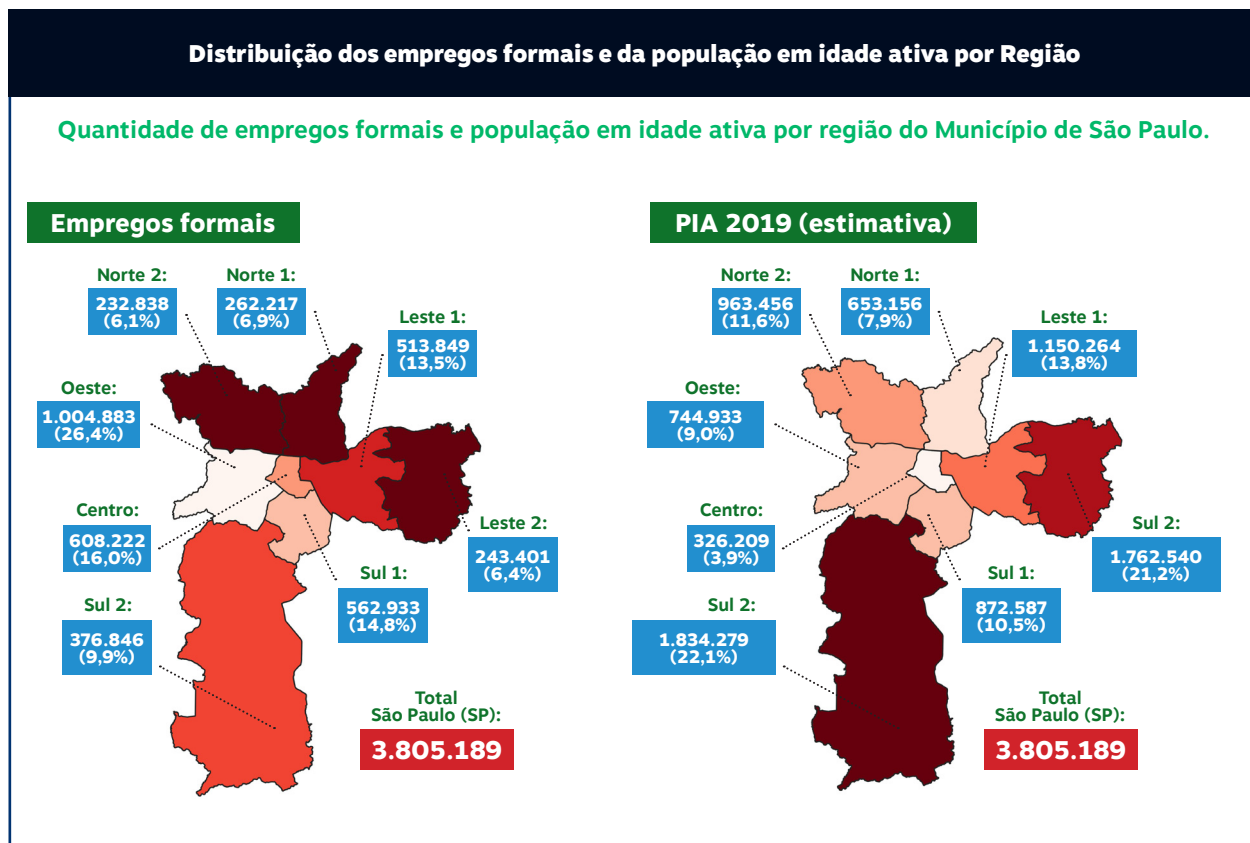 Distribuição dos empregos formais e da população em idade ativa por Região
Quantidade de empregos formais e população em idade ativa por região do Município de São Paulo.
Empregos formais
Norte 2:
232.838
(6,1%)
Norte 1:
262.217
(6,9%)
Leste 1:
513.849
(13,5%)
Oeste:
1.004.883
(26,4%)
Centro:
608.222
(16,0%)
Leste 2:
243.401
(6,4%)
Sul 1:
562.933
(14,8%)
Sul 2:
376.846
(9,9%)
Total
São Paulo (SP):
3.805.189
PIA 2019 (estimativa)
Norte 2:
963.456
(11,6%)
Norte 1:
653.156
(7,9%)
Leste 1:
1.150.264
(13,8%)
Oeste:
744.933
(9,0%)
Centro:
326.209
(3,9%)
Sul 2:
1.762.540
(21,2%)
Sul 1:
872.587
(10,5%)
Sul 2:
1.834.279
(22,1%)
Total
São Paulo (SP):
3.805.189